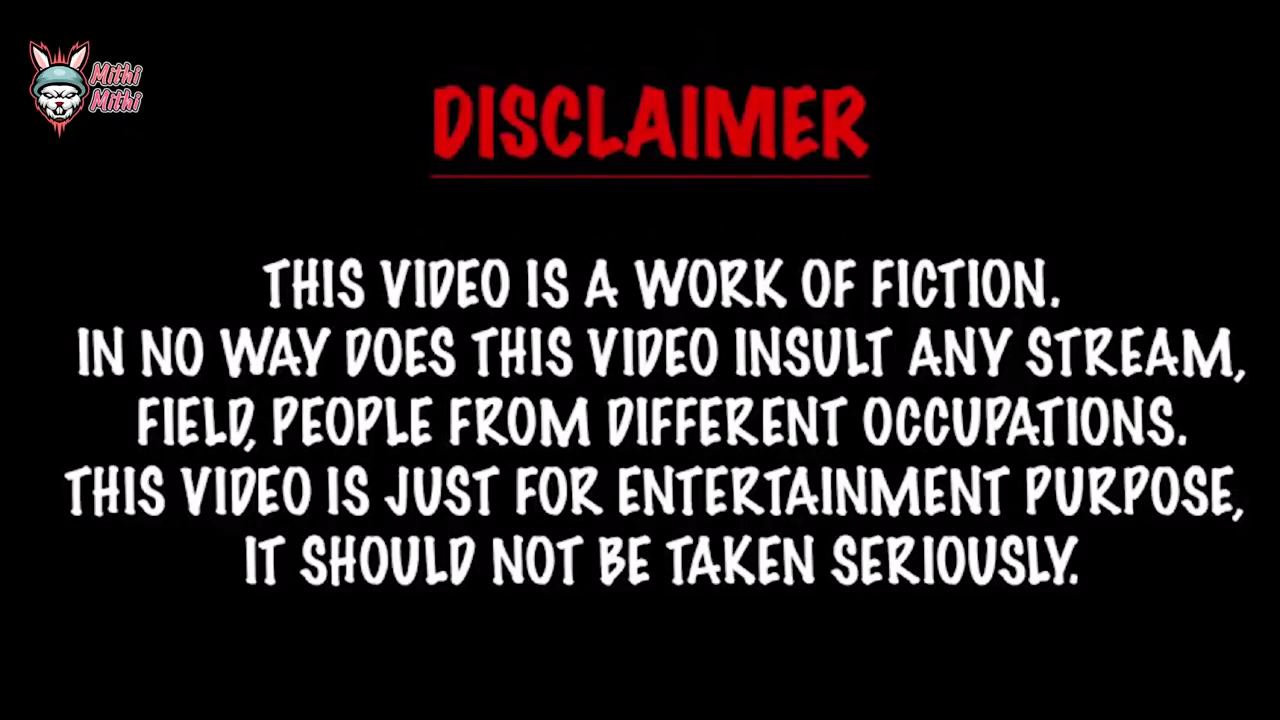 Mithi
Mithi
DISCLAIMER
THIS VIDEO IS A WORK OF FICTION.
IN NO WAY DOES THIS VIDEO INSULT ANY STREAM,
FIELD, PEOPLE FROM DIFFERENT OCCUPATIONS.
THIS VIDEO IS JUST FOR ENTERTAINMENT PURPOSE,
IT SHOULD NOT BE TAKEN SERIOUSLY.